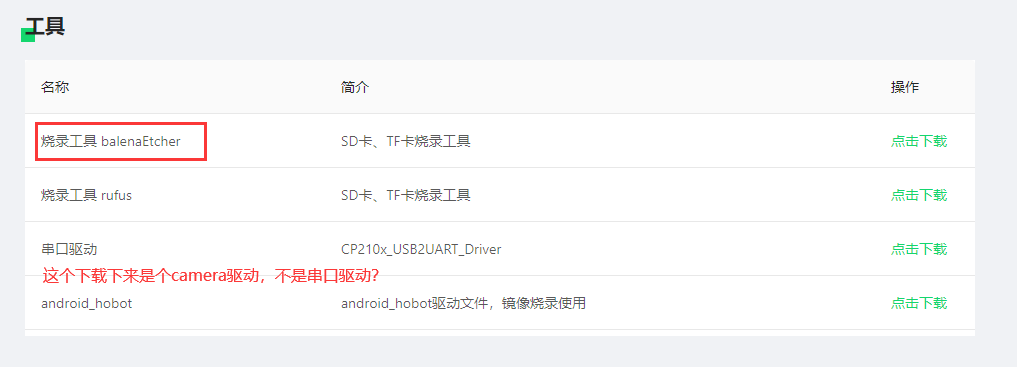 工具
名称 简介 操作
烧录工具 balenaEtcher SD卡、TF卡烧录工具 点击下载
烧录工具 rufus SD卡、TF卡烧录工具 点击下载
串口驱动 CP210x_USB2UART_Driver 点击下载
这个下载下来是个camera驱动，不是串口驱动?
android_hobot android_hobot驱动文件，镜像烧录使用 点击下载